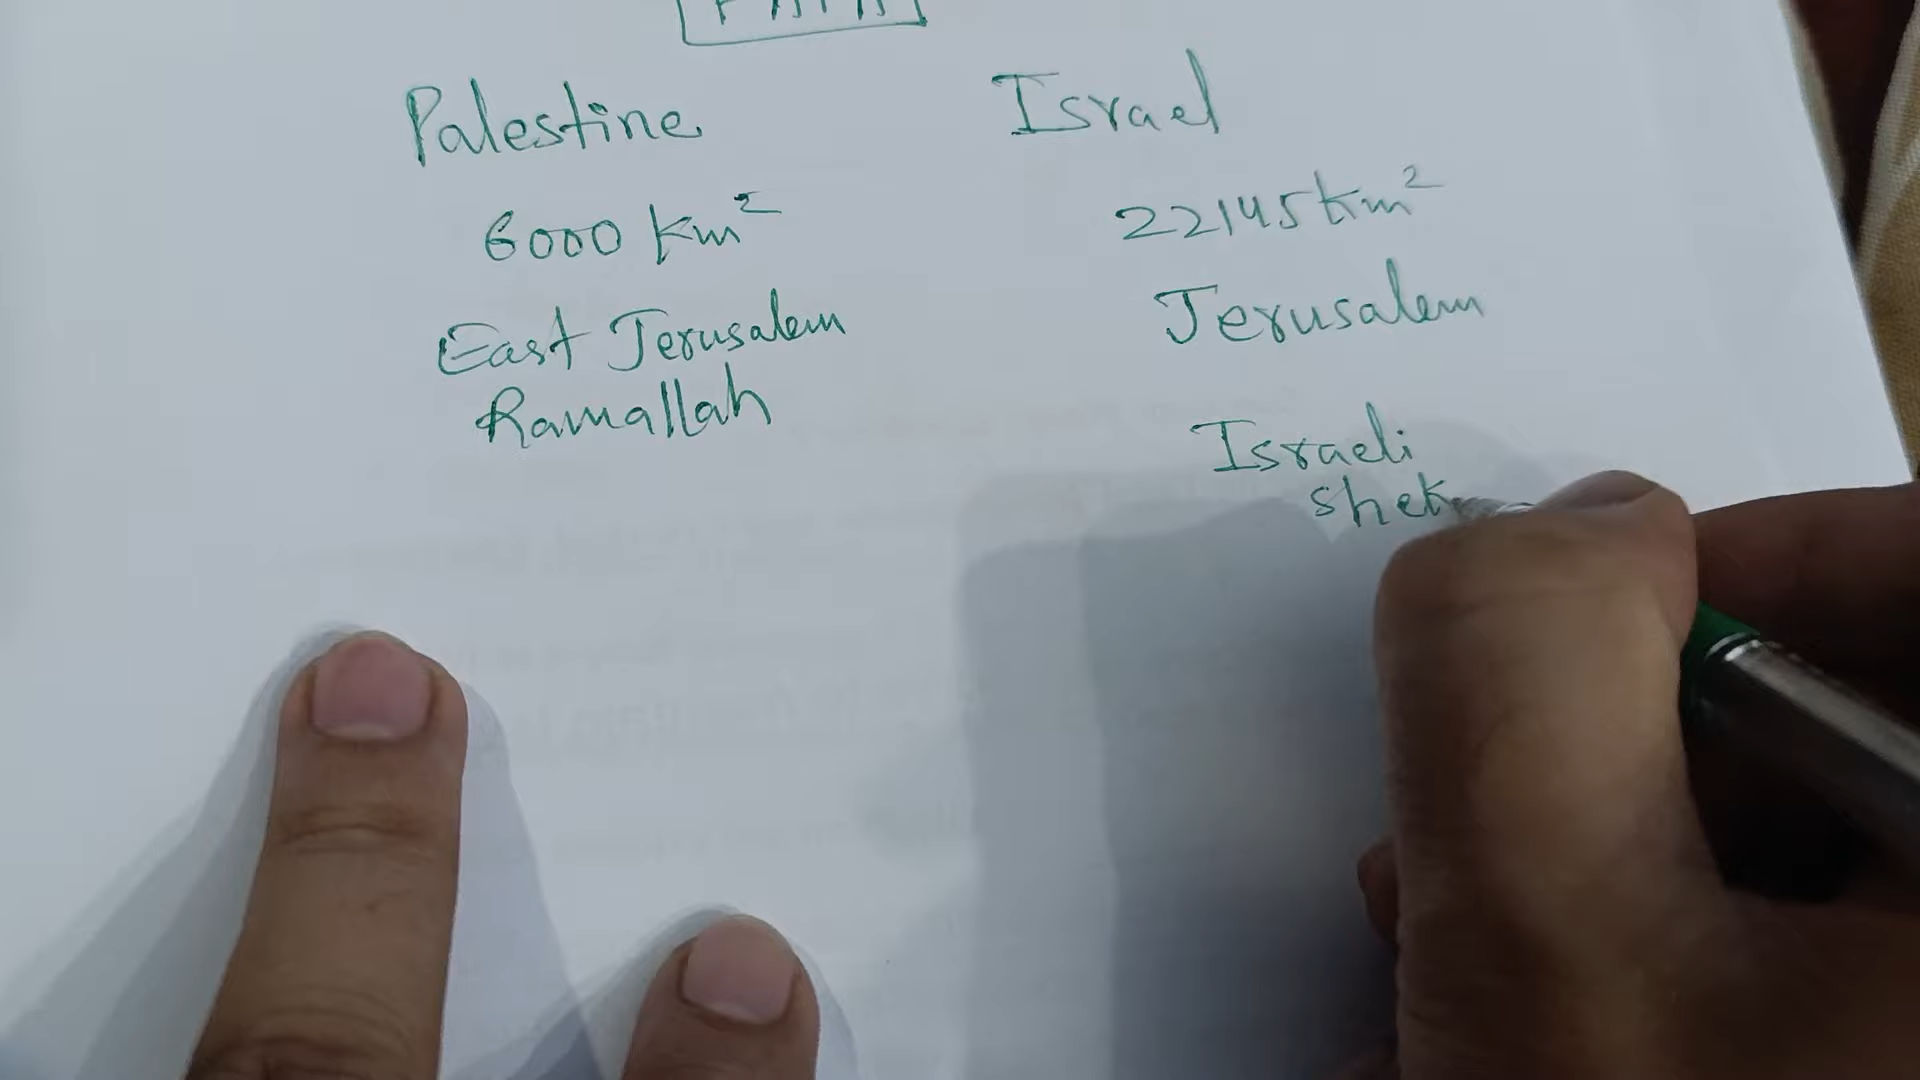 Palestine
Israel
6000 km²
22145 km²
East Jerusalem
Ramallah
Jerusalem
Israeli
shek